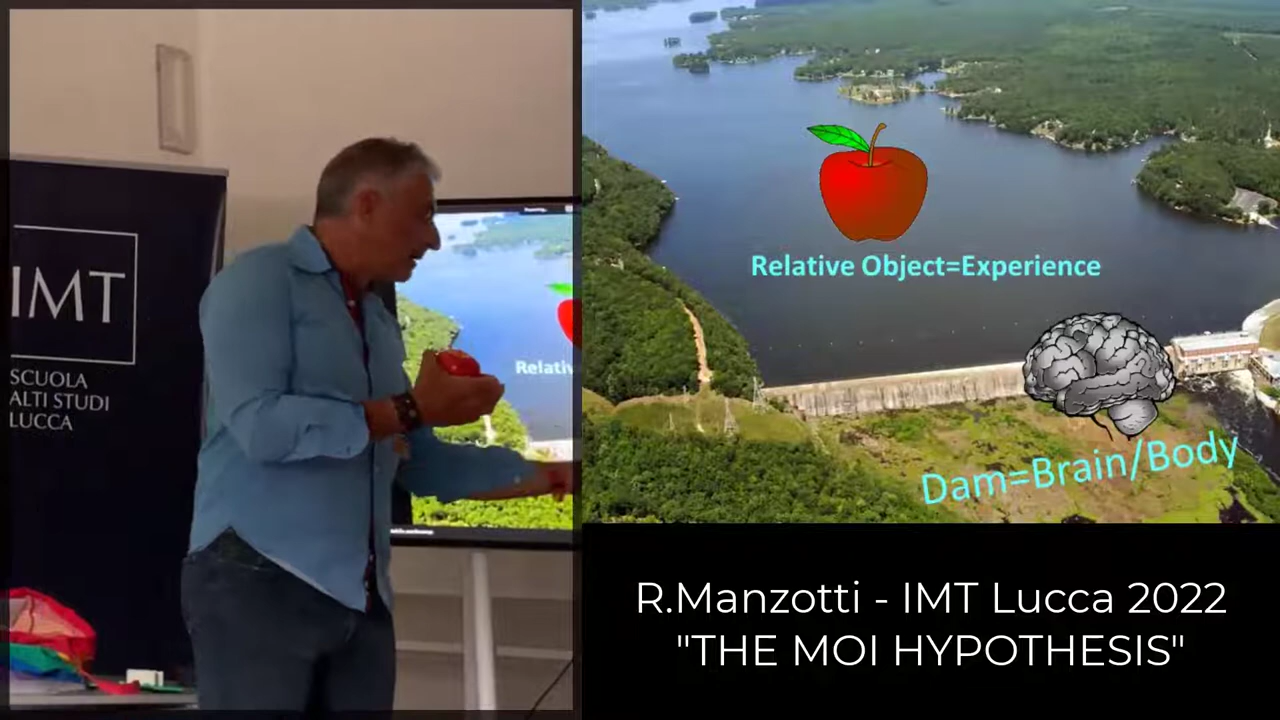 IMT
SCUOLA
ALTI STUDI
LUCCA
Relativ
Relative Object=Experience
Dam=Brain/Body
R.Manzotti - IMT Lucca 2022
"THE MOI HYPOTHESIS"